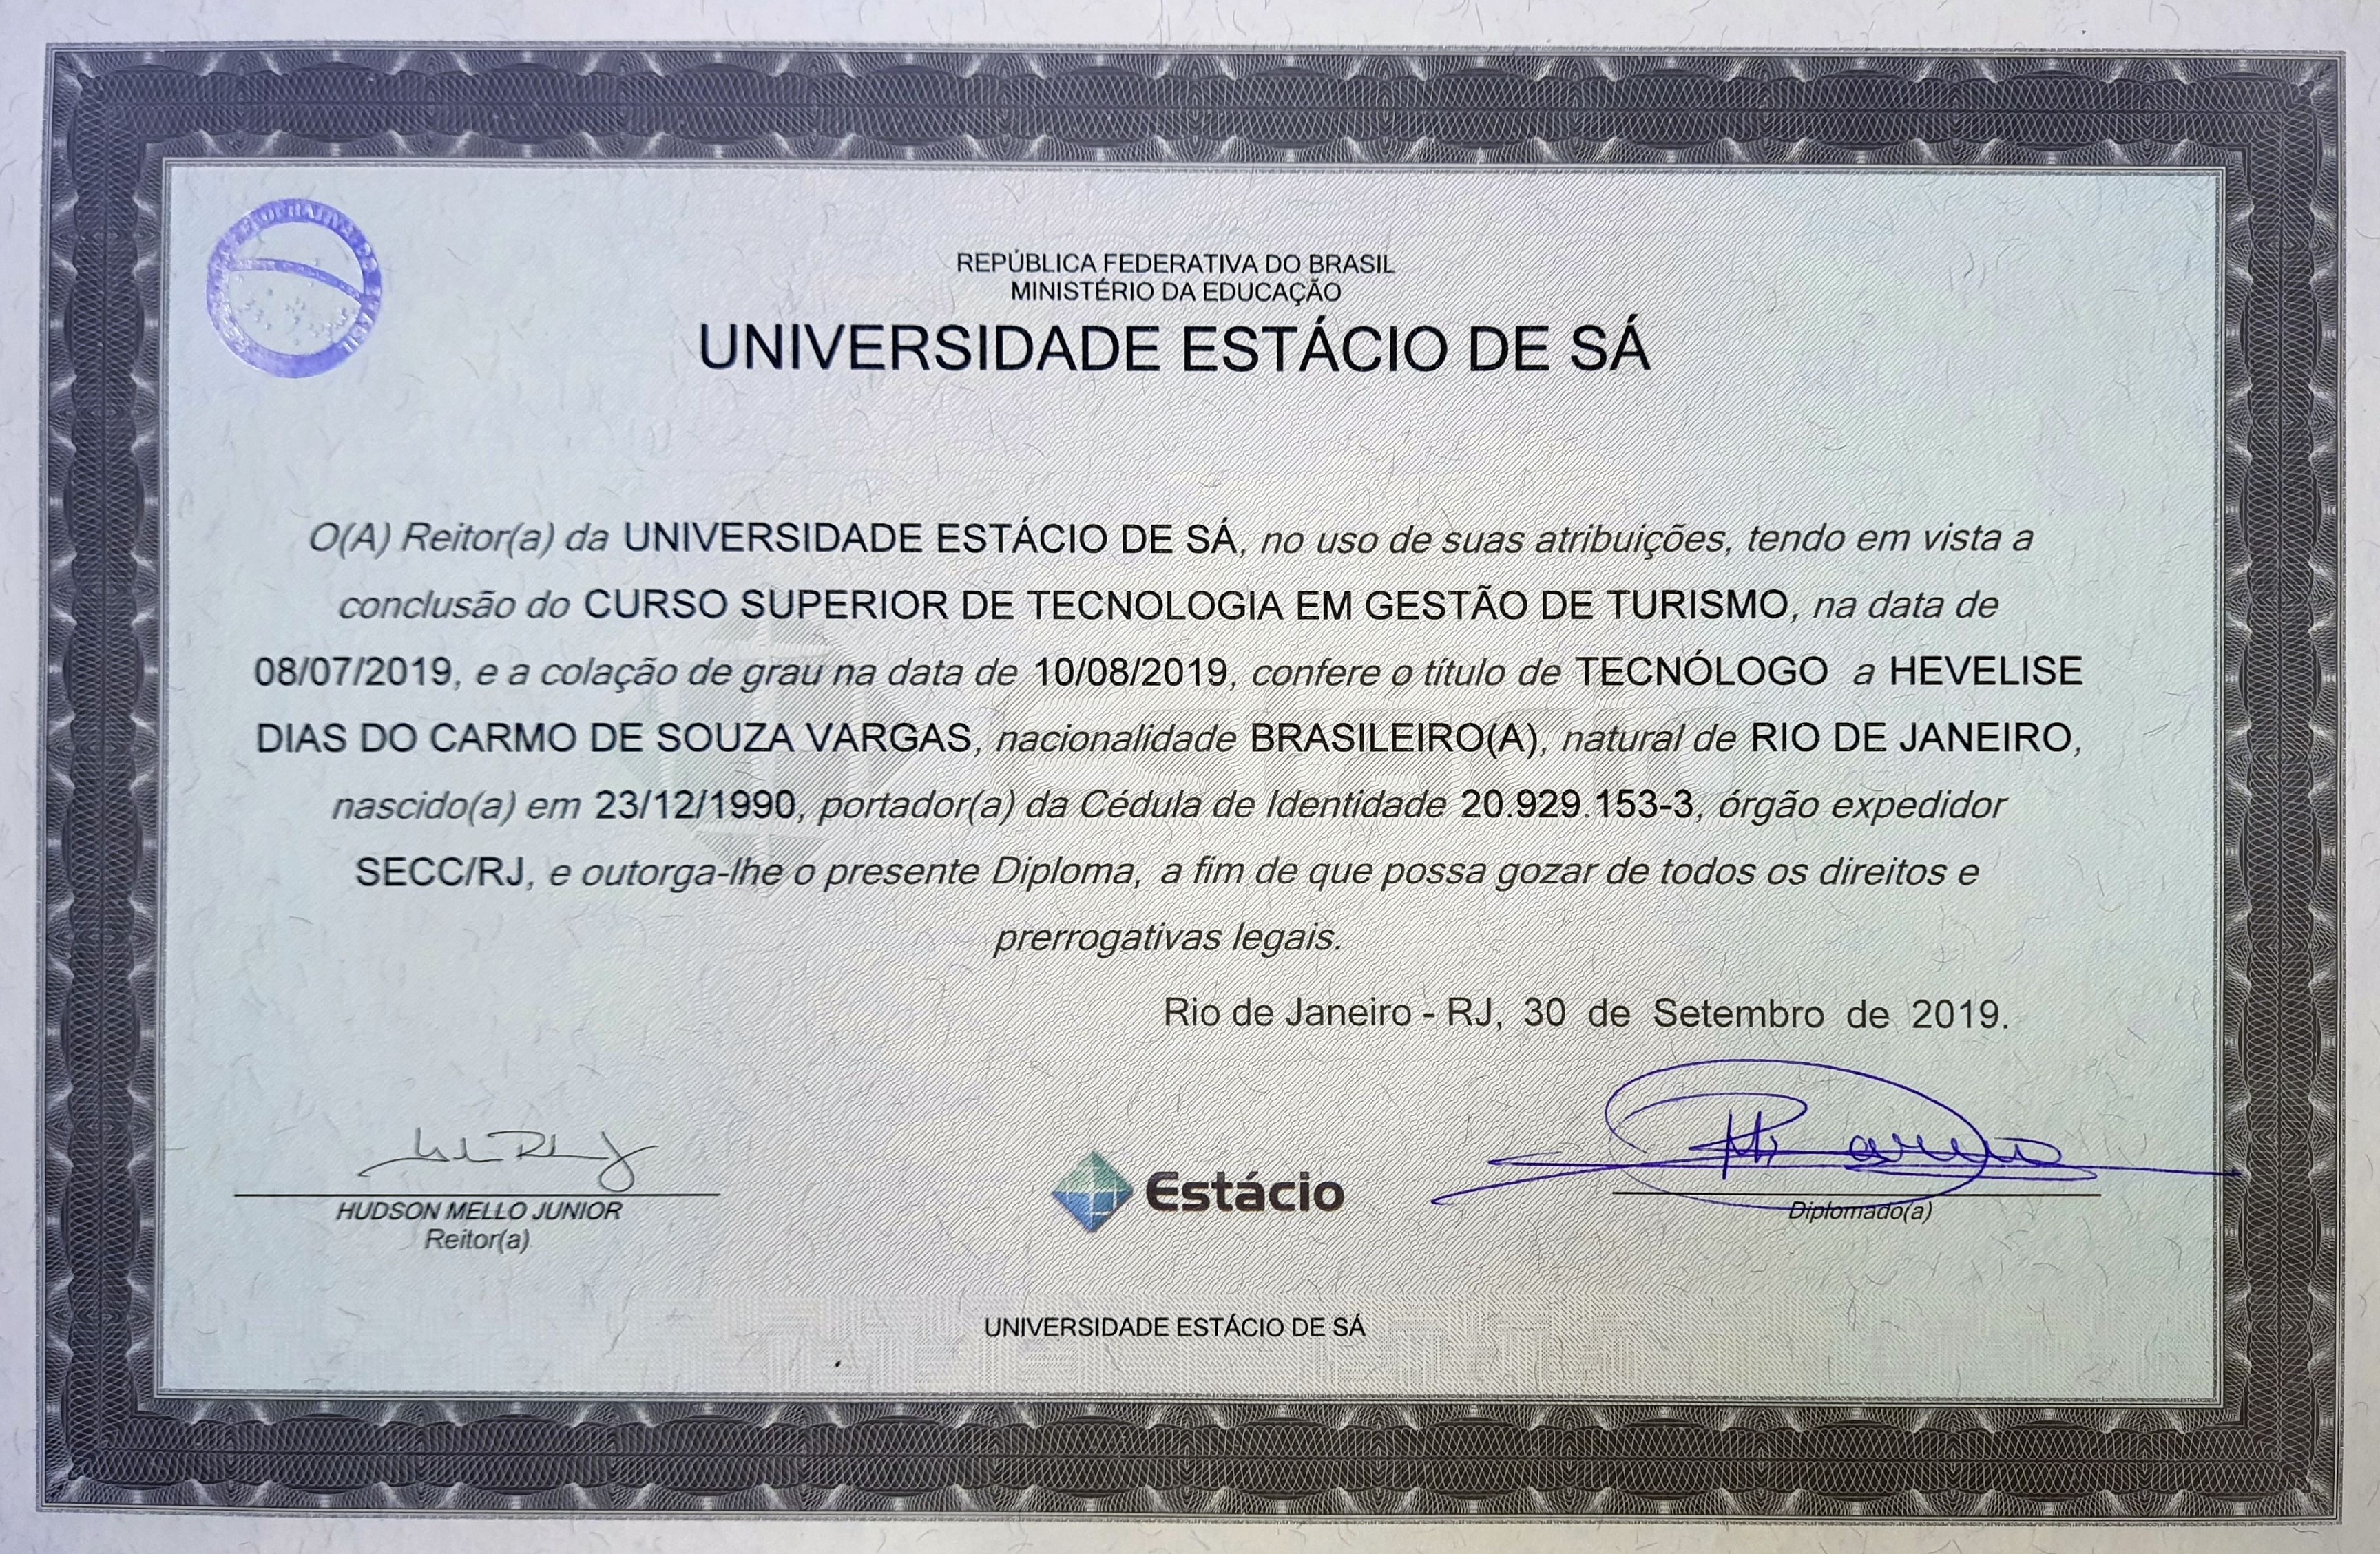 REPÚBLICA FEDERATIVA DO BRASIL
MINISTÉRIO DA EDUCAÇÃO
UNIVERSIDADE ESTÁCIO DE SÁ
O(A) Reitor(a) da UNIVERSIDADE ESTÁCIO DE SÁ, no uso de suas atribuições, tendo em vista a
conclusão do CURSO SUPERIOR DE TECNOLOGIA EM GESTÃO DE TURISMO, na data de
08/07/2019, e a colação de grau na data de 10/08/2019, confere o título de TECNÓLOGO a HEVELISE
DIAS DO CARMO DE SOUZA VARGAS, nacionalidade BRASILEIRO(A), natural de RIO DE JANEIRO,
nascido(a) em 23/12/1990, portador(a) da Cédula de Identidade 20.929.153-3, órgão expedidor
SECC/RJ, e outorga-lhe o presente Diploma, a fim de que possa gozar de todos os direitos e
prerrogativas legais.
Rio de Janeiro - RJ, 30 de Setembro de 2019.
HUDSON MELLO JUNIOR
Reitor(a)
Estácio
Diplomado(a)
UNIVERSIDADE ESTÁCIO DE SÁ